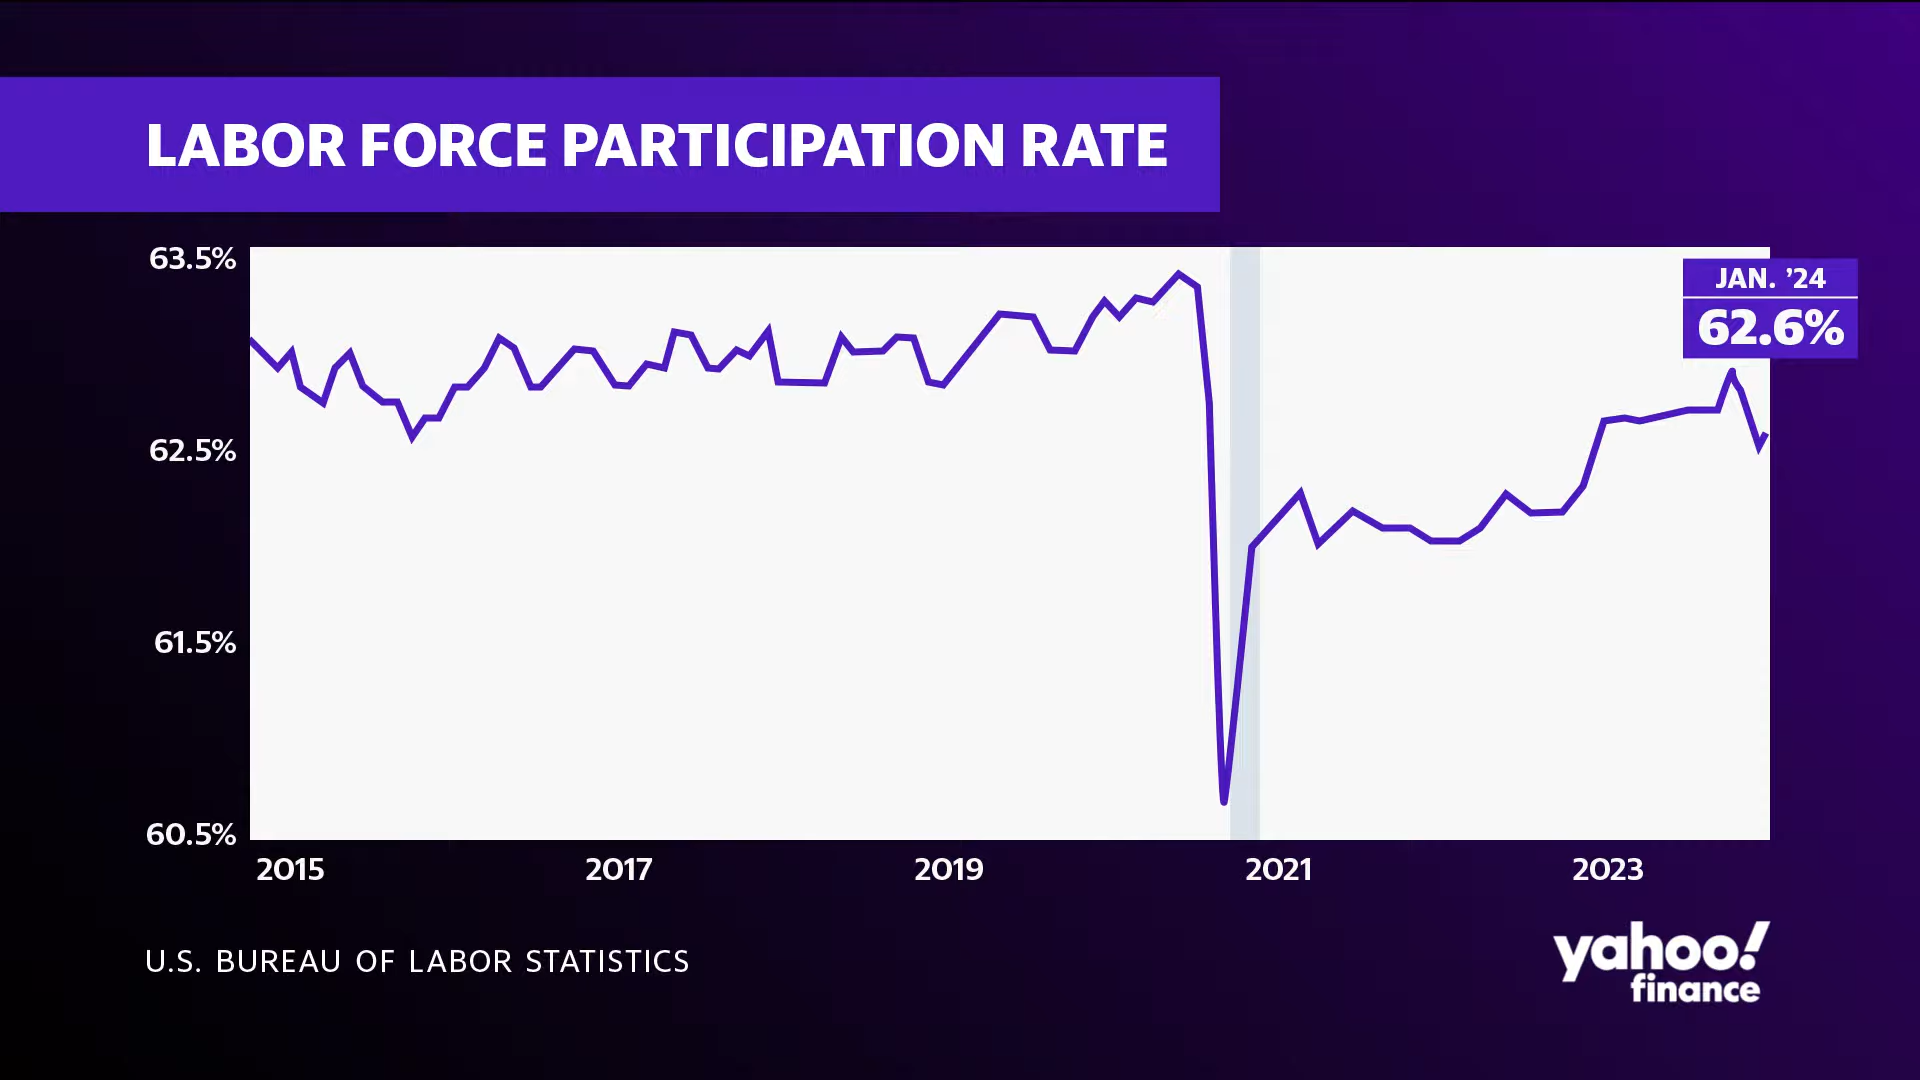 LABOR FORCE PARTICIPATION RATE
63.5%
JAN. ’24
62.6%
62.5%
61.5%
60.5%
2015 2017 2019 2021 2023
U.S. BUREAU OF LABOR STATISTICS
yahoo!
finance